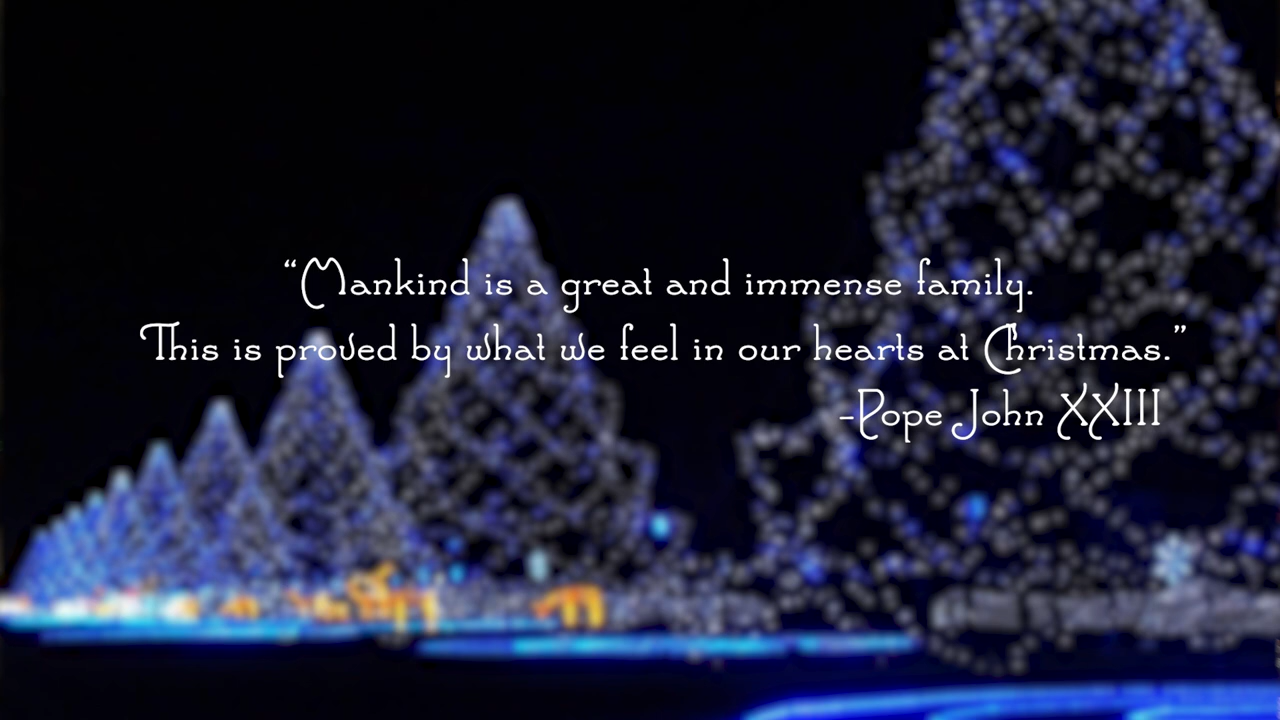 “Mankind is a great and immense family.
This is proved by what we feel in our hearts at Christmas.”
-Pope John XXIII